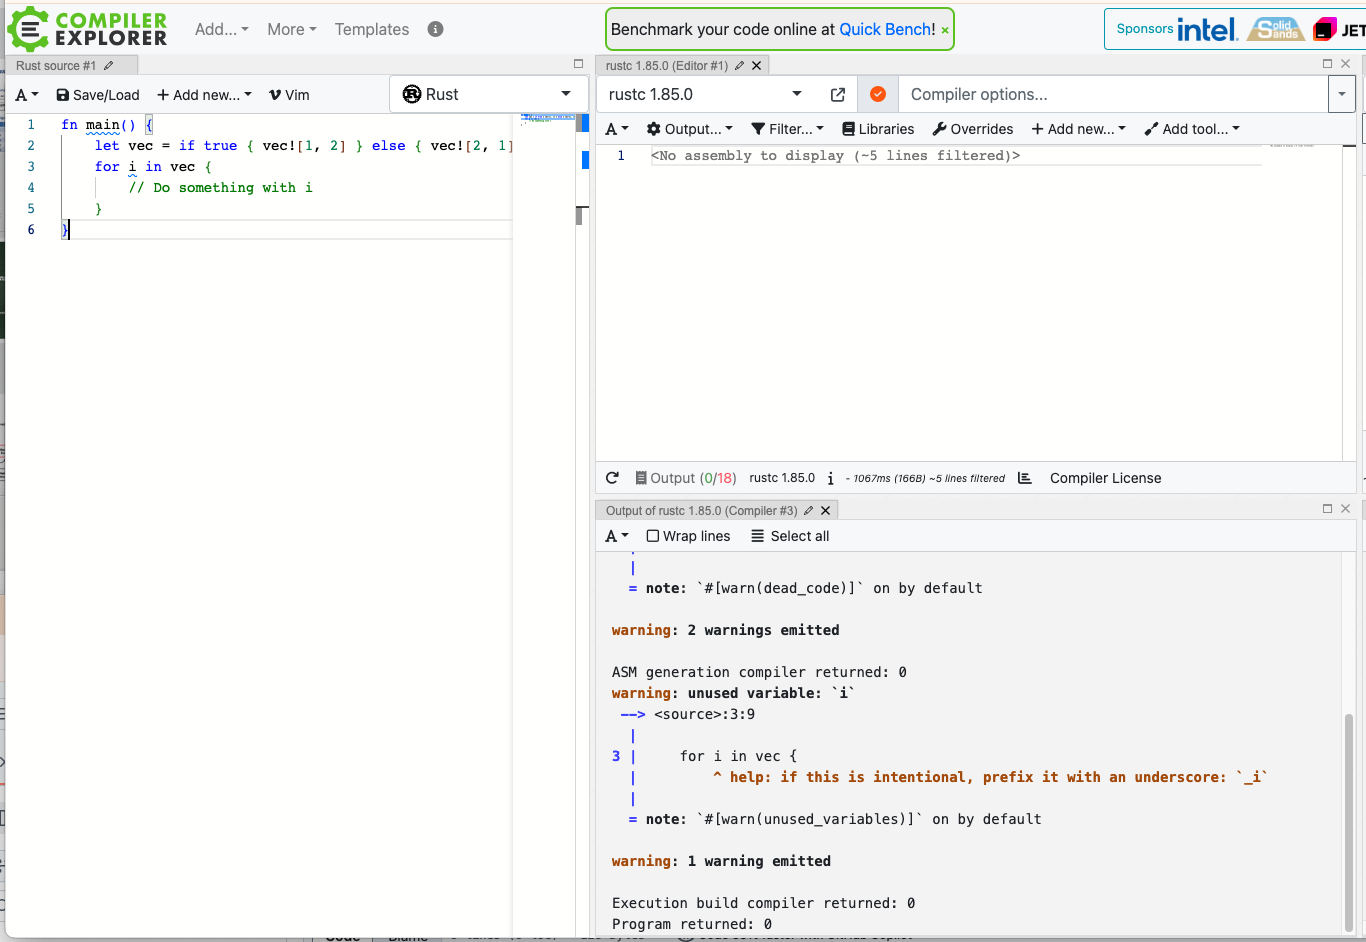 COMPILER EXPLORER
Add... More Templates
Benchmark your code online at Quick Bench! ×
Sponsors intel. Solid Sands JET
Rust source #1
A Save/Load + Add new... Vim Rust
1 fn main() {
2 let vec = if true { vec![1, 2] } else { vec![2, 1]
3 for i in vec {
4 // Do something with i
5 }
6 }
rustc 1.85.0 (Editor #1)
rustc 1.85.0 Compiler options...
A Output... Filter... Libraries Overrides + Add new... Add tool...
1 <No assembly to display (~5 lines filtered)>
Output (0/18) rustc 1.85.0 i - 1067ms (166B) ~5 lines filtered Compiler License
Output of rustc 1.85.0 (Compiler #3)
A Wrap lines Select all
|
= note: `#[warn(dead_code)]` on by default
warning: 2 warnings emitted
ASM generation compiler returned: 0
warning: unused variable: `i`
--> <source>:3:9
|
3 | for i in vec {
| ^ help: if this is intentional, prefix it with an underscore: `_i`
|
= note: `#[warn(unused_variables)]` on by default
warning: 1 warning emitted
Execution build compiler returned: 0
Program returned: 0